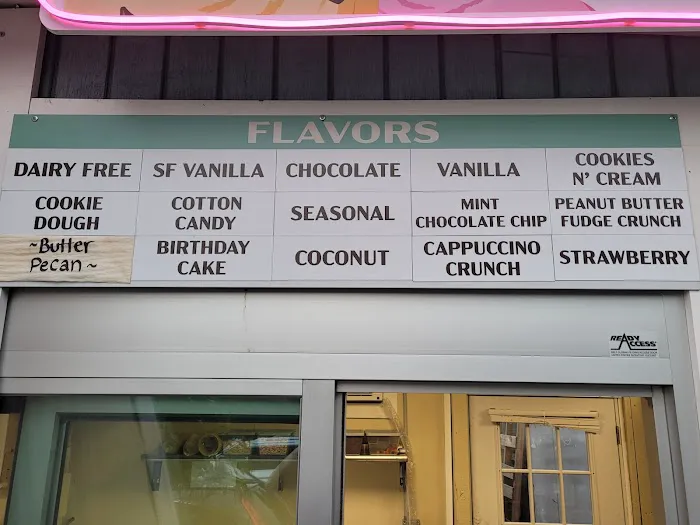 FLAVORS
DAIRY FREE
SF VANILLA
CHOCOLATE
VANILLA
COOKIES
N' CREAM
COOKIE
DOUGH
COTTON
CANDY
SEASONAL
MINT
CHOCOLATE CHIP
PEANUT BUTTER
FUDGE CRUNCH
~Butter
Pecan~
BIRTHDAY
CAKE
COCONUT
CAPPUCCINO
CRUNCH
STRAWBERRY
READY
ACCESS